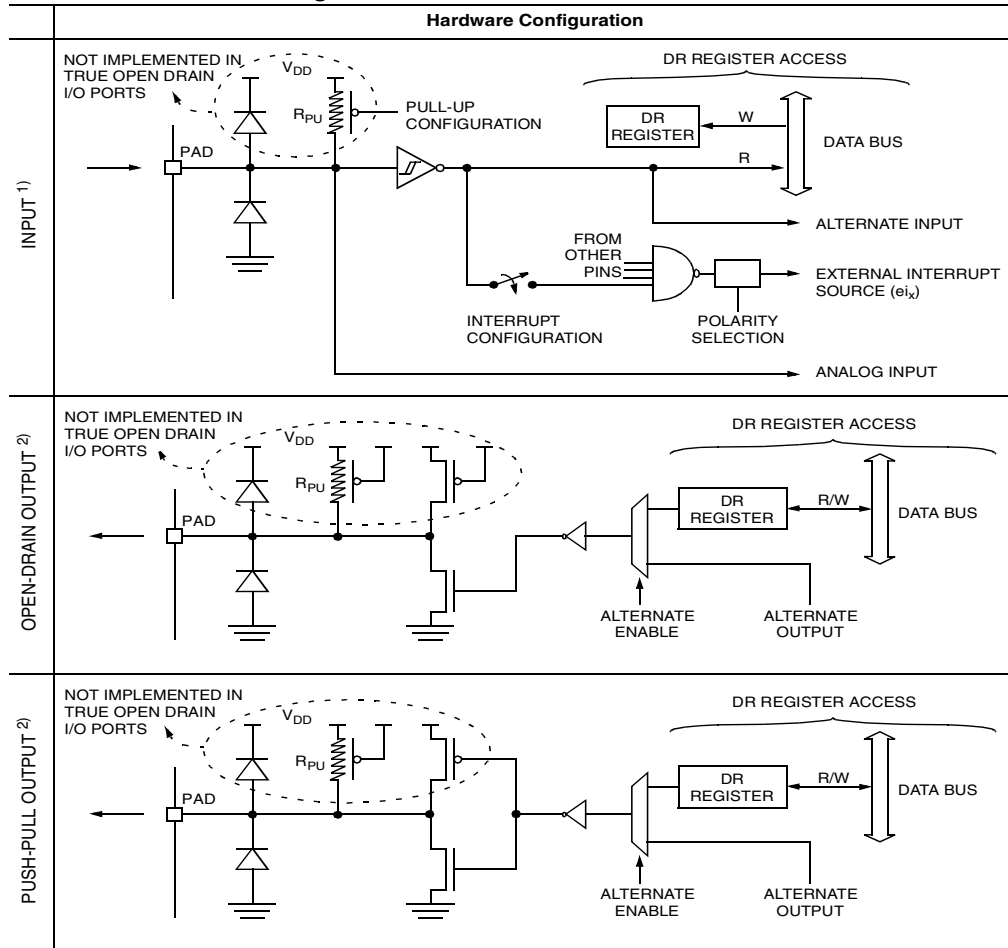 Hardware Configuration
INPUT 1)
NOT IMPLEMENTED IN
TRUE OPEN DRAIN
I/O PORTS
VDD
RPU
PULL-UP
CONFIGURATION
PAD
DR REGISTER ACCESS
DR
REGISTER
W
R
DATA BUS
ALTERNATE INPUT
FROM
OTHER
PINS
EXTERNAL INTERRUPT
SOURCE (eix)
INTERRUPT
CONFIGURATION
POLARITY
SELECTION
ANALOG INPUT
OPEN-DRAIN OUTPUT 2)
NOT IMPLEMENTED IN
TRUE OPEN DRAIN
I/O PORTS
VDD
RPU
PAD
DR REGISTER ACCESS
DR
REGISTER
R/W
DATA BUS
ALTERNATE
ENABLE
ALTERNATE
OUTPUT
PUSH-PULL OUTPUT 2)
NOT IMPLEMENTED IN
TRUE OPEN DRAIN
I/O PORTS
VDD
RPU
PAD
DR REGISTER ACCESS
DR
REGISTER
R/W
DATA BUS
ALTERNATE
ENABLE
ALTERNATE
OUTPUT